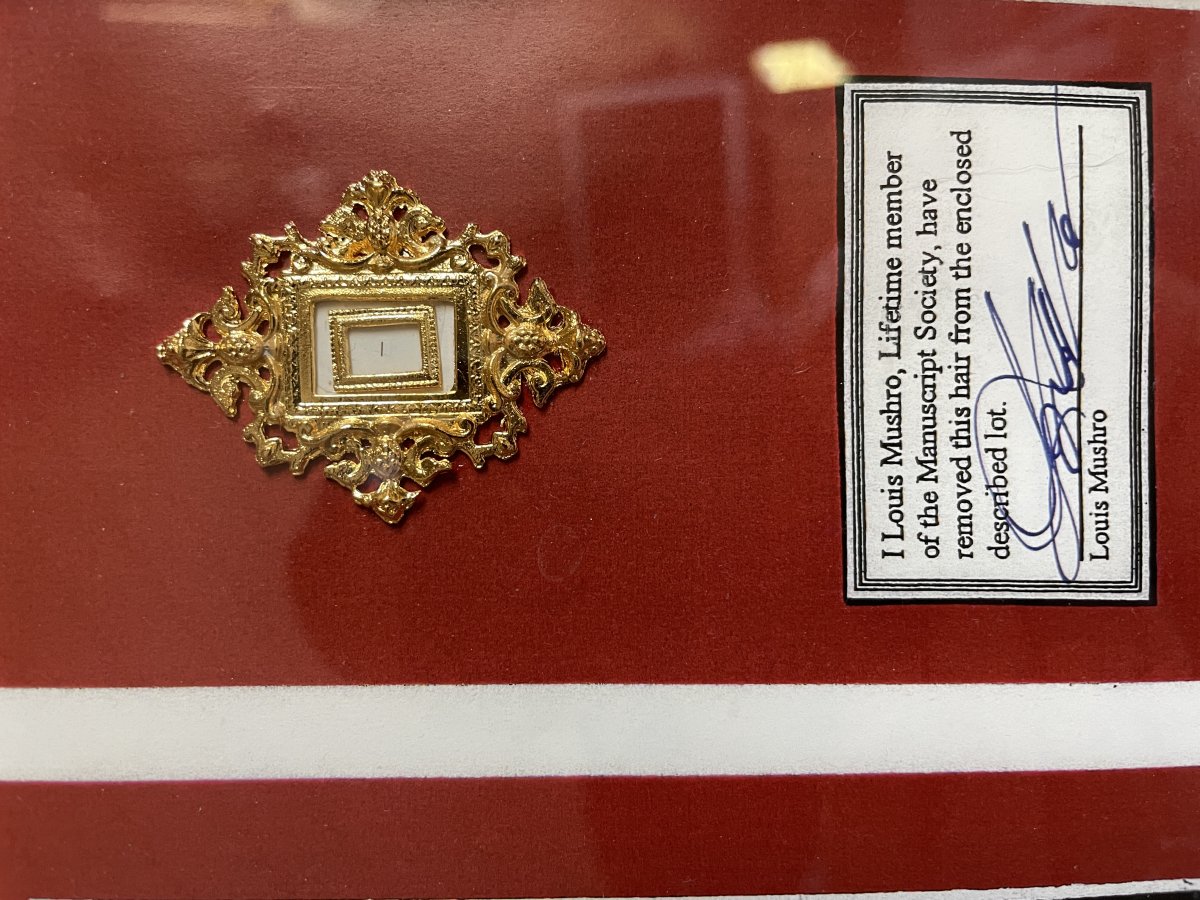 I Louis Mushro, Lifetime member
of the Manuscript Society, have
removed this hair from the enclosed
described lot.
Louis Mushro